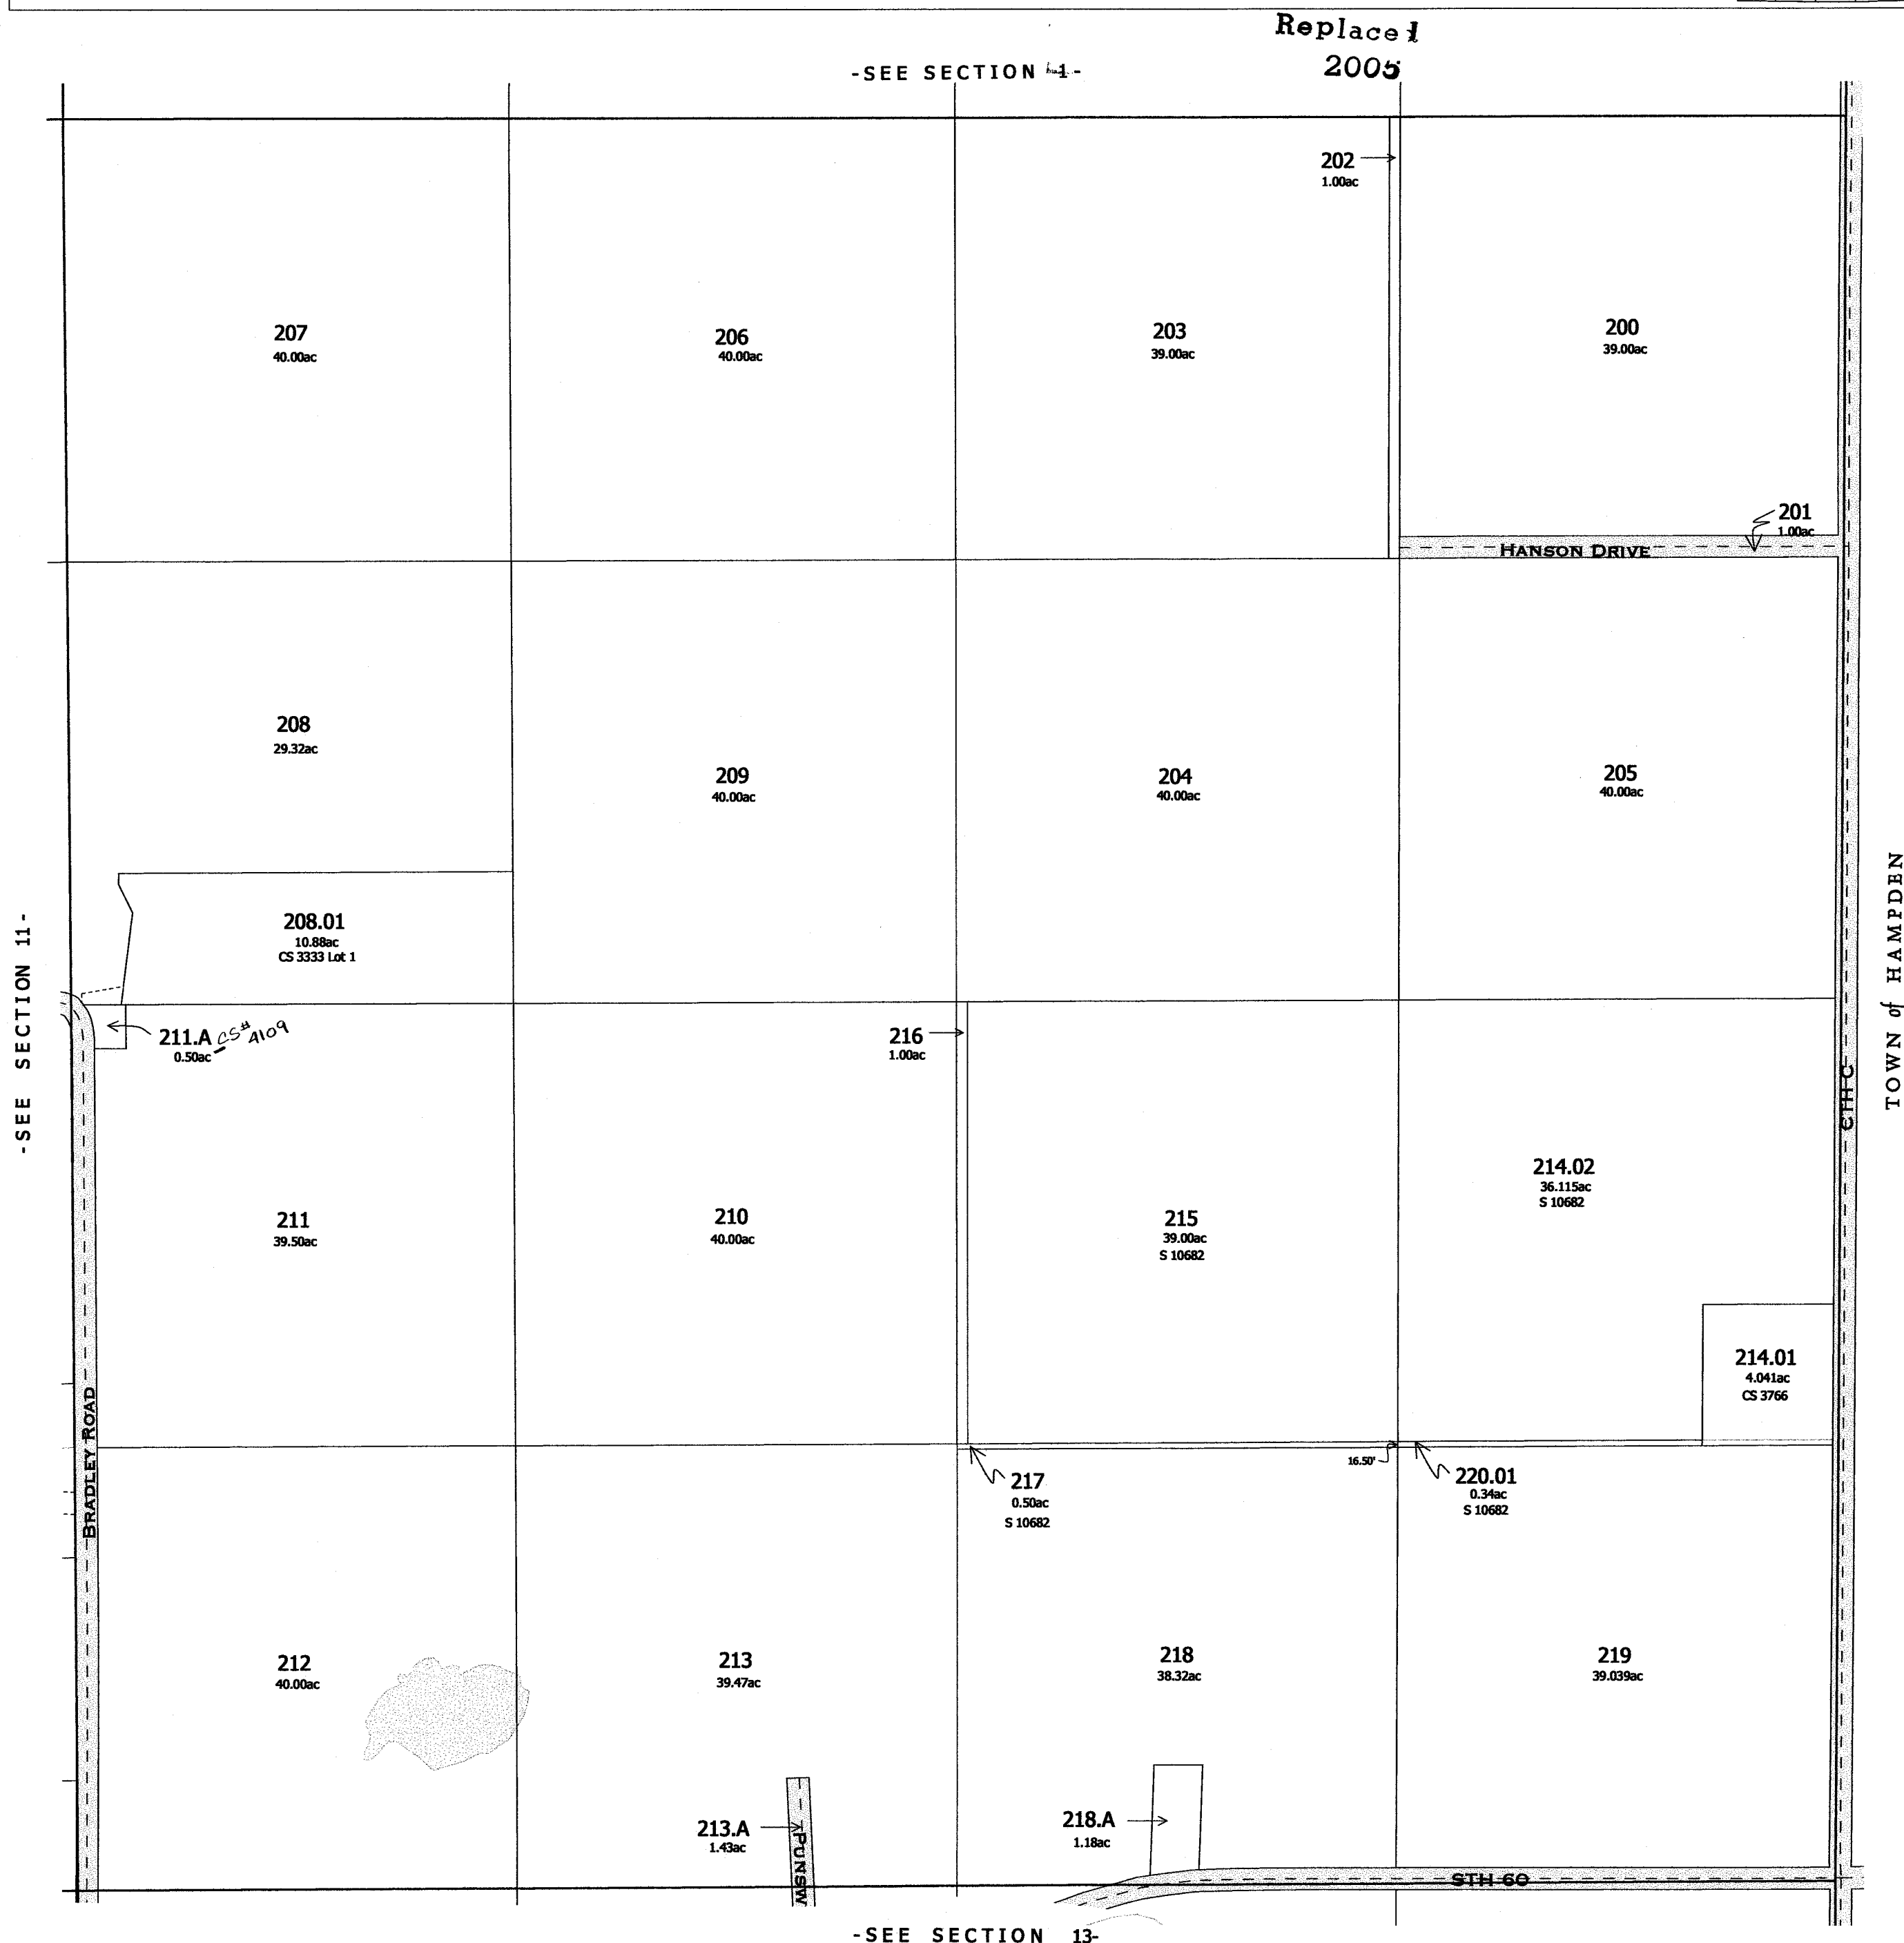 Replaced
2005
-SEE SECTION 1-
202
1.00ac
207
40.00ac
206
40.00ac
203
39.00ac
200
39.00ac
201
1.00ac
HANSON DRIVE
208
29.32ac
209
40.00ac
204
40.00ac
205
40.00ac
208.01
10.88ac
CS 3333 Lot 1
-SEE SECTION 11-
TOWN of HAMPDEN
211.A CS# 4109
0.50ac
216
1.00ac
CTH C
211
39.50ac
210
40.00ac
215
39.00ac
S 10682
214.02
36.115ac
S 10682
214.01
4.041ac
CS 3766
BRADLEY ROAD
217
0.50ac
S 10682
16.50'
220.01
0.34ac
S 10682
212
40.00ac
213
39.47ac
218
38.32ac
219
39.039ac
213.A
1.43ac
PUNSW
218.A
1.18ac
STH 60
-SEE SECTION 13-